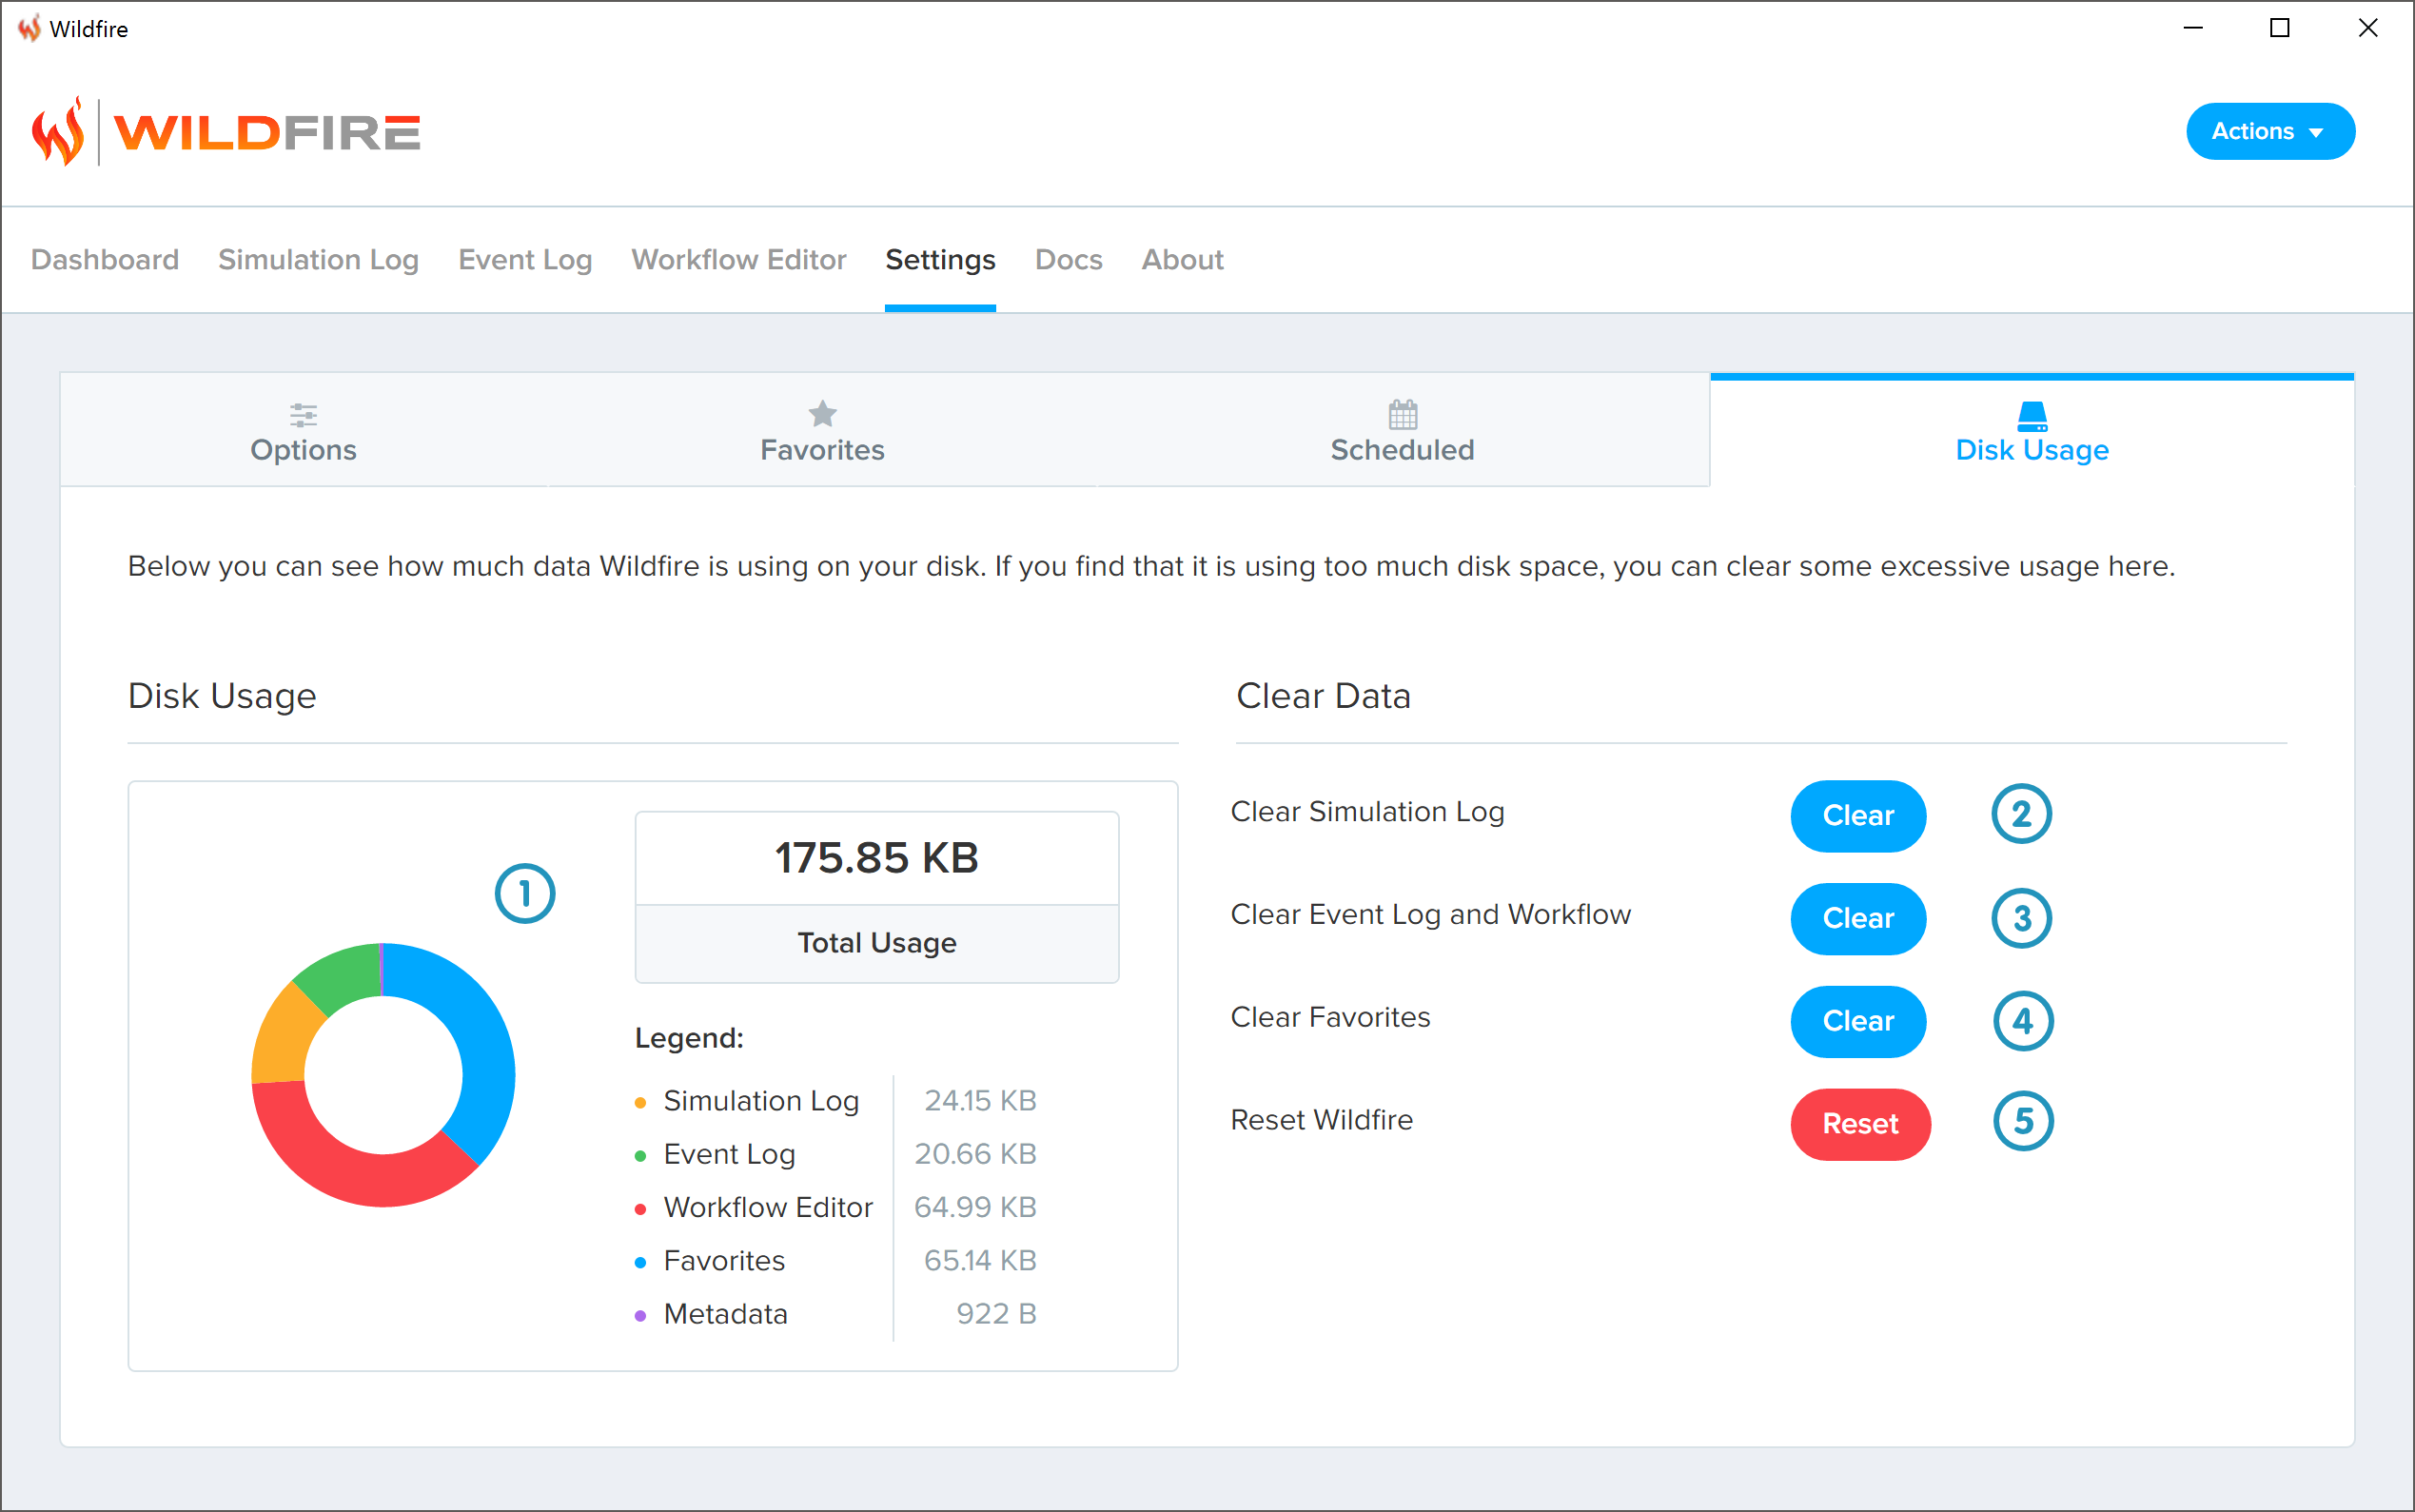 Wildfire
WILDFIRE
Actions
Dashboard Simulation Log Event Log Workflow Editor Settings Docs About
Options Favorites Scheduled Disk Usage
Below you can see how much data Wildfire is using on your disk. If you find that it is using too much disk space, you can clear some excessive usage here.
Disk Usage
1
175.85 KB
Total Usage
Legend:
Simulation Log 24.15 KB
Event Log 20.66 KB
Workflow Editor 64.99 KB
Favorites 65.14 KB
Metadata 922 B
Clear Data
Clear Simulation Log Clear 2
Clear Event Log and Workflow Clear 3
Clear Favorites Clear 4
Reset Wildfire Reset 5